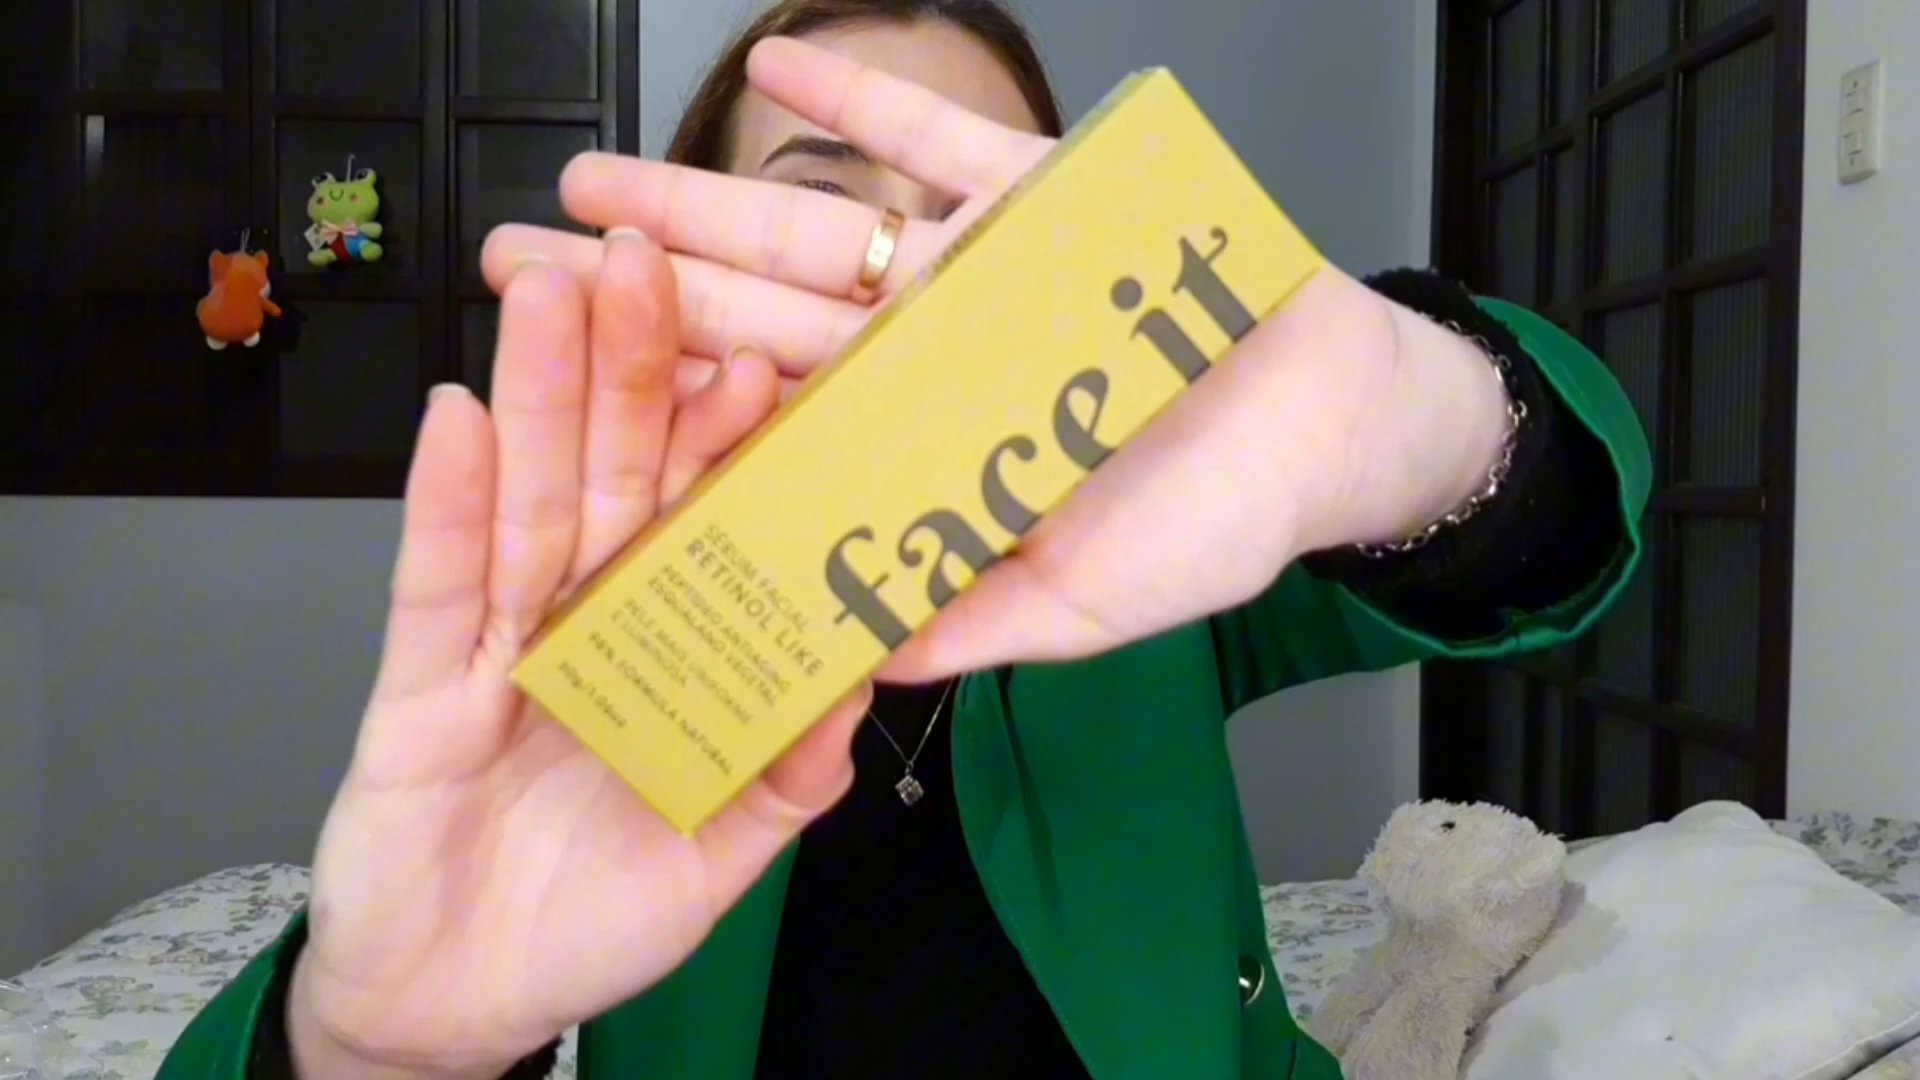 face it
SÉRUM FACIAL
RETINOL LIKE
PEPTÍDEO ANTIAGING
ESQUALANO VEGETAL
PELE MAIS UNIFORME
E LUMINOSA
98% FÓRMULA NATURAL
30g/1.04oz